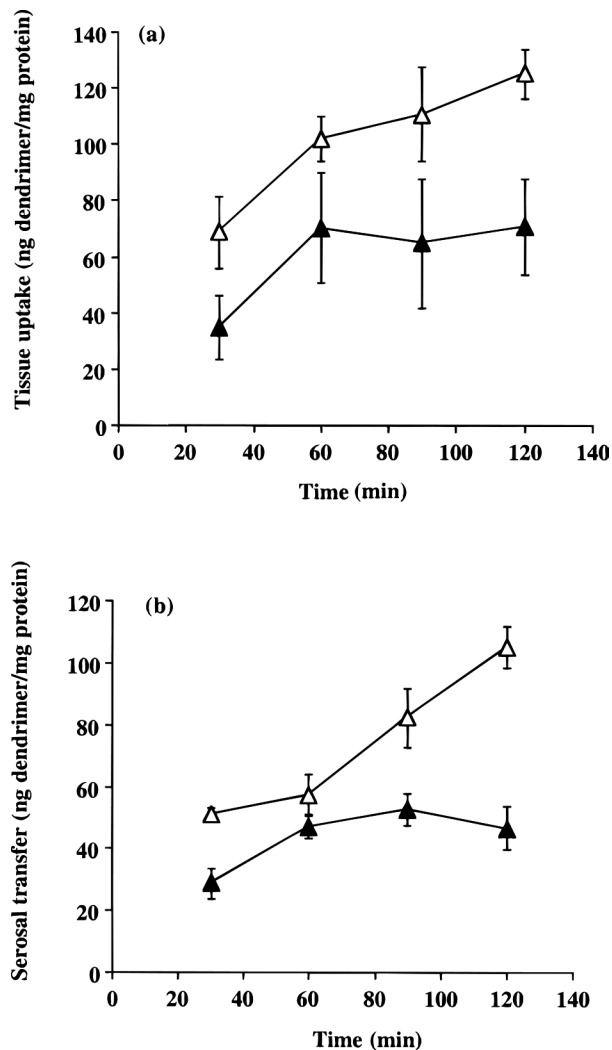 (a)
Tissue uptake (ng dendrimer/mg protein)
140
120
100
80
60
40
20
0
0 20 40 60 80 100 120 140
Time (min)
(b)
Serosal transfer (ng dendrimer/mg protein)
120
100
80
60
40
20
0
0 20 40 60 80 100 120 140
Time (min)